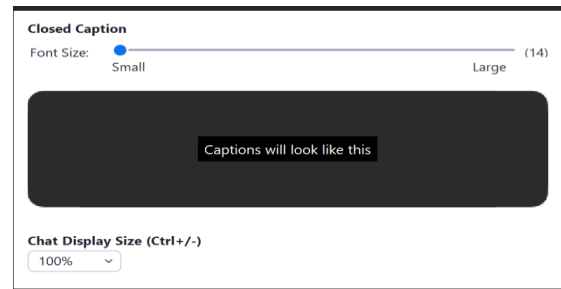 Closed Caption
Font Size: (14)
Small Large
Captions will look like this
Chat Display Size (Ctrl+/-)
100%